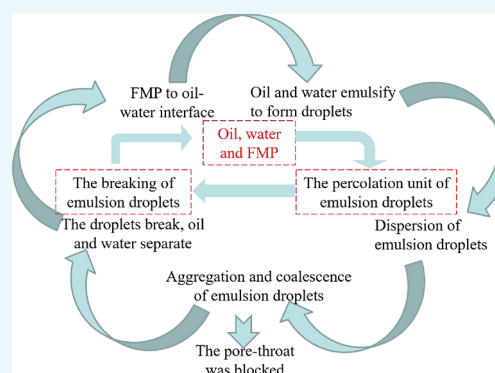 FMP to oil-
water interface
Oil and water emulsify
to form droplets
Oil, water
and FMP
The breaking of
emulsion droplets
The percolation unit of
emulsion droplets
The droplets break, oil
and water separate
Dispersion of
emulsion droplets
Aggregation and coalescence
of emulsion droplets
The pore-throat
was blocked